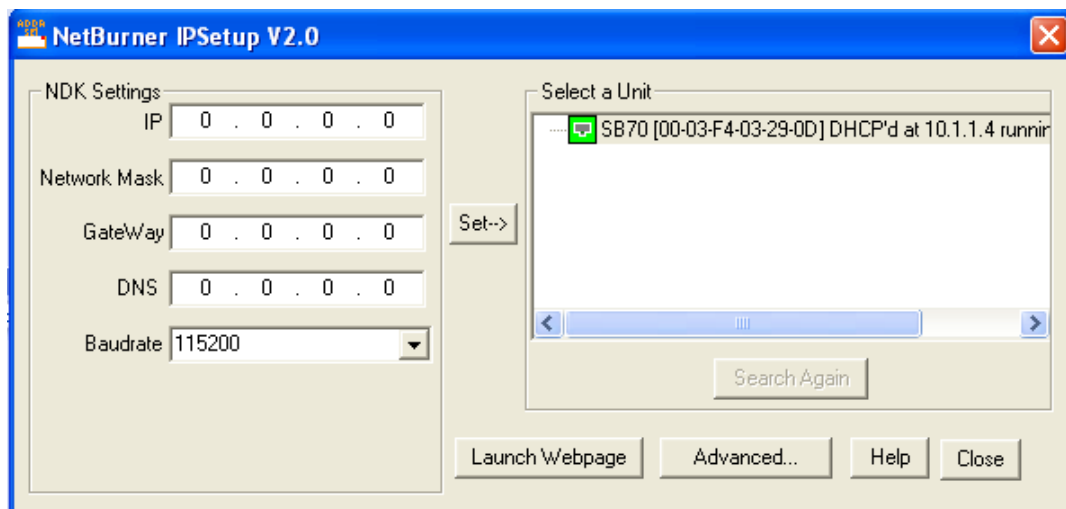 NetBurner IPSetup V2.0
NDK Settings
IP 0 . 0 . 0 . 0
Network Mask 0 . 0 . 0 . 0
GateWay 0 . 0 . 0 . 0
DNS 0 . 0 . 0 . 0
Baudrate 115200
Set-->
Select a Unit
SB70 [00-03-F4-03-29-0D] DHCP'd at 10.1.1.4
Search Again
Launch Webpage
Advanced...
Help
Close